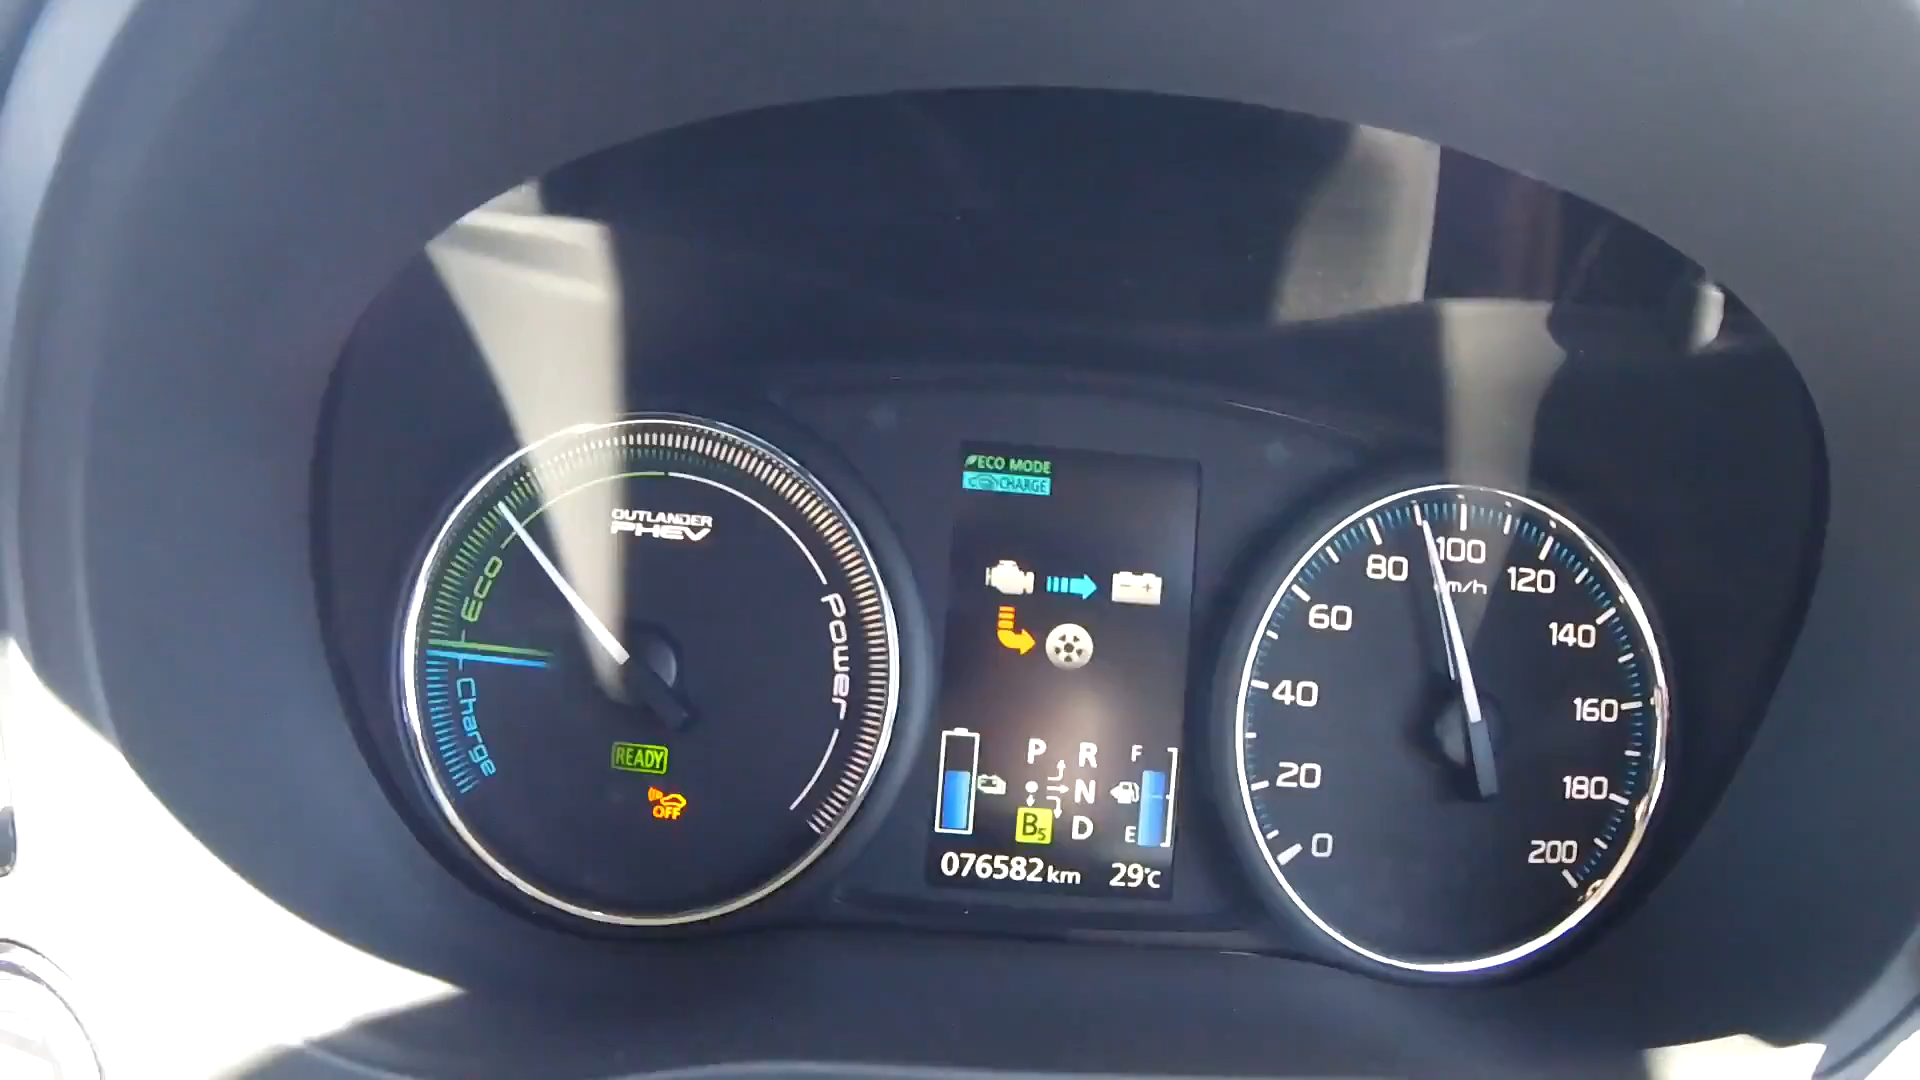 ECO MODE
CHARGE
OUTLANDER
PHEV
Eco
Charge
Power
READY
OFF
P R F
N
B5 D E
076582 km 29°C
0
20
40
60
80
100
120
140
160
180
200
km/h